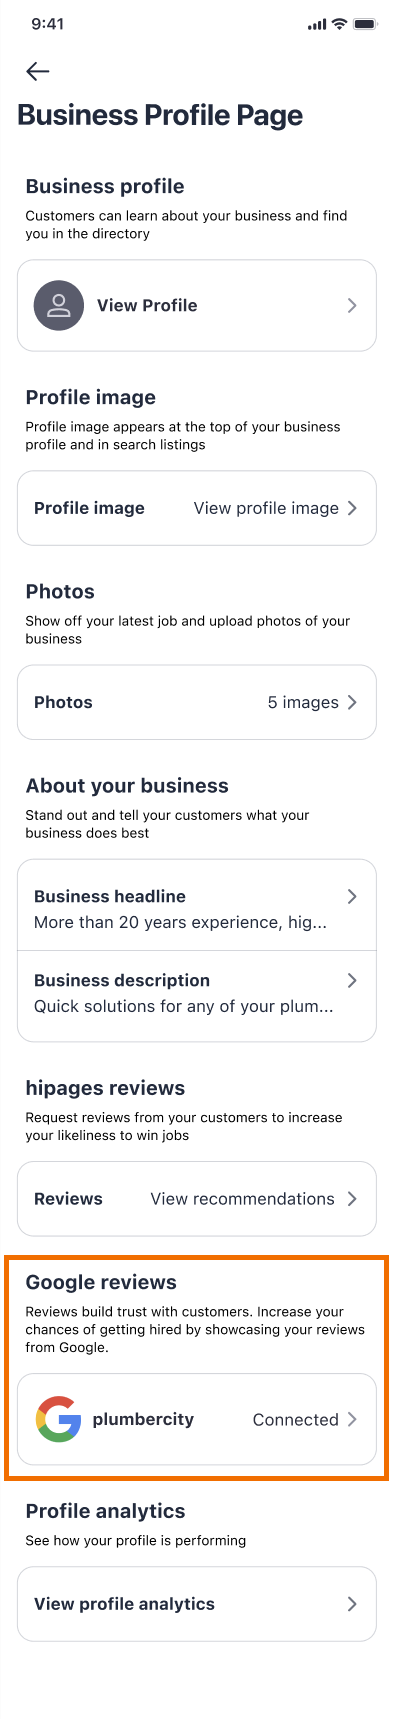 9:41
Business Profile Page
Business profile
Customers can learn about your business and find
you in the directory
View Profile
Profile image
Profile image appears at the top of your business
profile and in search listings
Profile image View profile image
Photos
Show off your latest job and upload photos of your
business
Photos 5 images
About your business
Stand out and tell your customers what your
business does best
Business headline
More than 20 years experience, hig...
Business description
Quick solutions for any of your plum...
hipages reviews
Request reviews from your customers to increase
your likeliness to win jobs
Reviews View recommendations
Google reviews
Reviews build trust with customers. Increase your
chances of getting hired by showcasing your reviews
from Google.
plumbercity Connected
Profile analytics
See how your profile is performing
View profile analytics